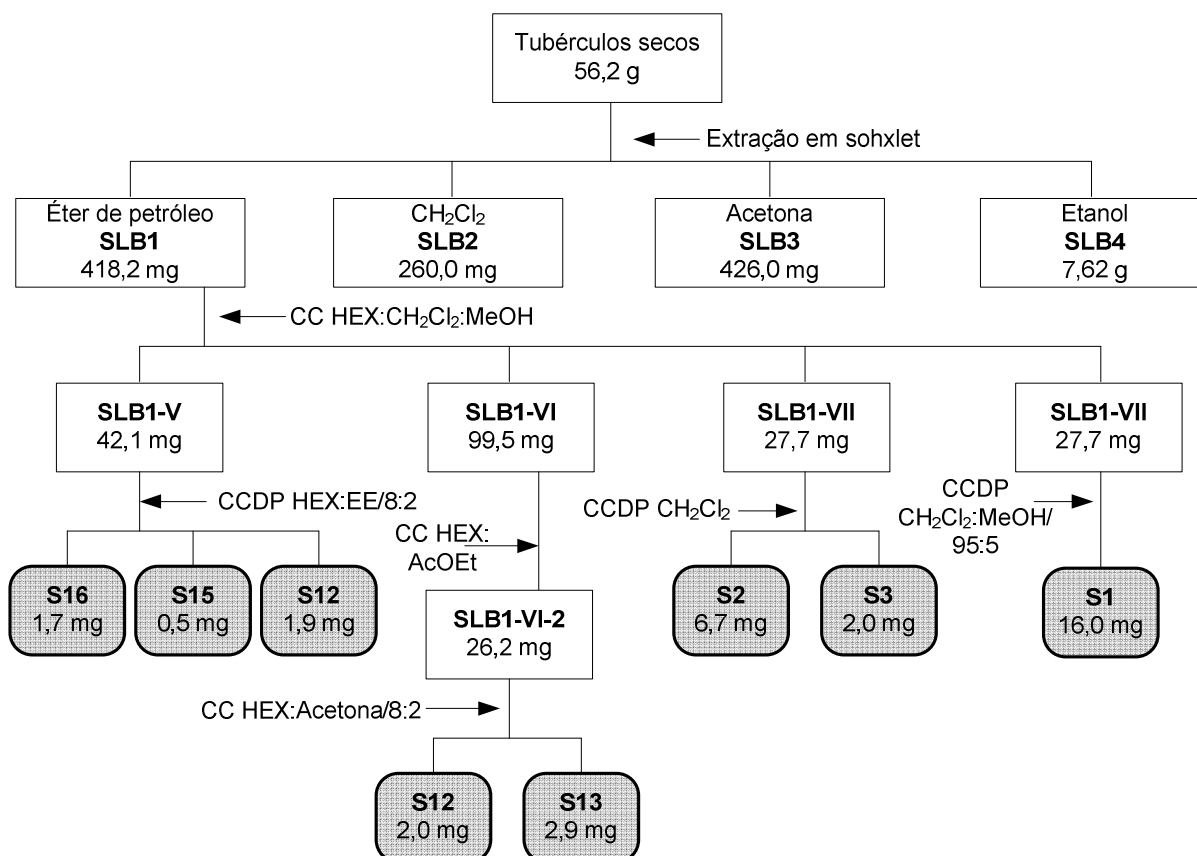 Tubérculos secos
56,2 g
Extração em sohxlet
Éter de petróleo
SLB1
418,2 mg
CH₂Cl₂
SLB2
260,0 mg
Acetona
SLB3
426,0 mg
Etanol
SLB4
7,62 g
CC HEX:CH₂Cl₂:MeOH
SLB1-V
42,1 mg
SLB1-VI
99,5 mg
SLB1-VII
27,7 mg
SLB1-VII
27,7 mg
CCDP HEX:EE/8:2
CC HEX:
AcOEt
CCDP CH₂Cl₂
CCDP
CH₂Cl₂:MeOH/
95:5
S16
1,7 mg
S15
0,5 mg
S12
1,9 mg
SLB1-VI-2
26,2 mg
S2
6,7 mg
S3
2,0 mg
S1
16,0 mg
CC HEX:Acetona/8:2
S12
2,0 mg
S13
2,9 mg